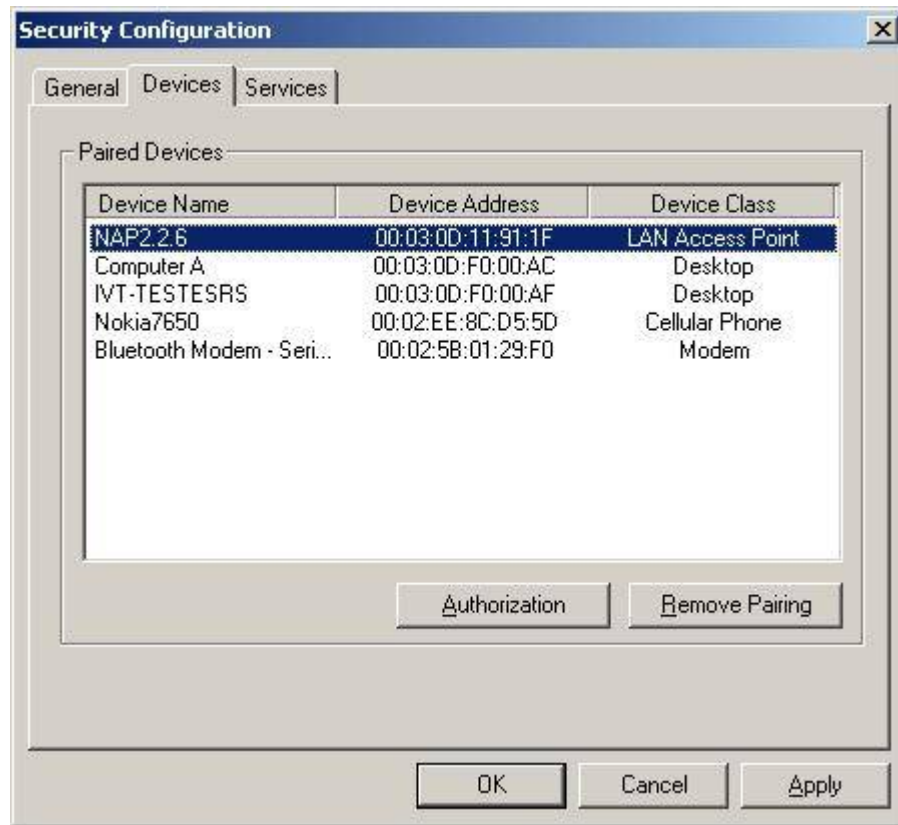 Security Configuration
General Devices Services
Paired Devices
Device Name Device Address Device Class
NAP2.2.6 00:03:0D:11:91:1F LAN Access Point
Computer A 00:03:0D:F0:00:AC Desktop
IVT-TESTESRS 00:03:0D:F0:00:AF Desktop
Nokia7650 00:02:EE:8C:D5:5D Cellular Phone
Bluetooth Modem - Seri... 00:02:5B:01:29:F0 Modem
Authorization Remove Pairing
OK Cancel Apply